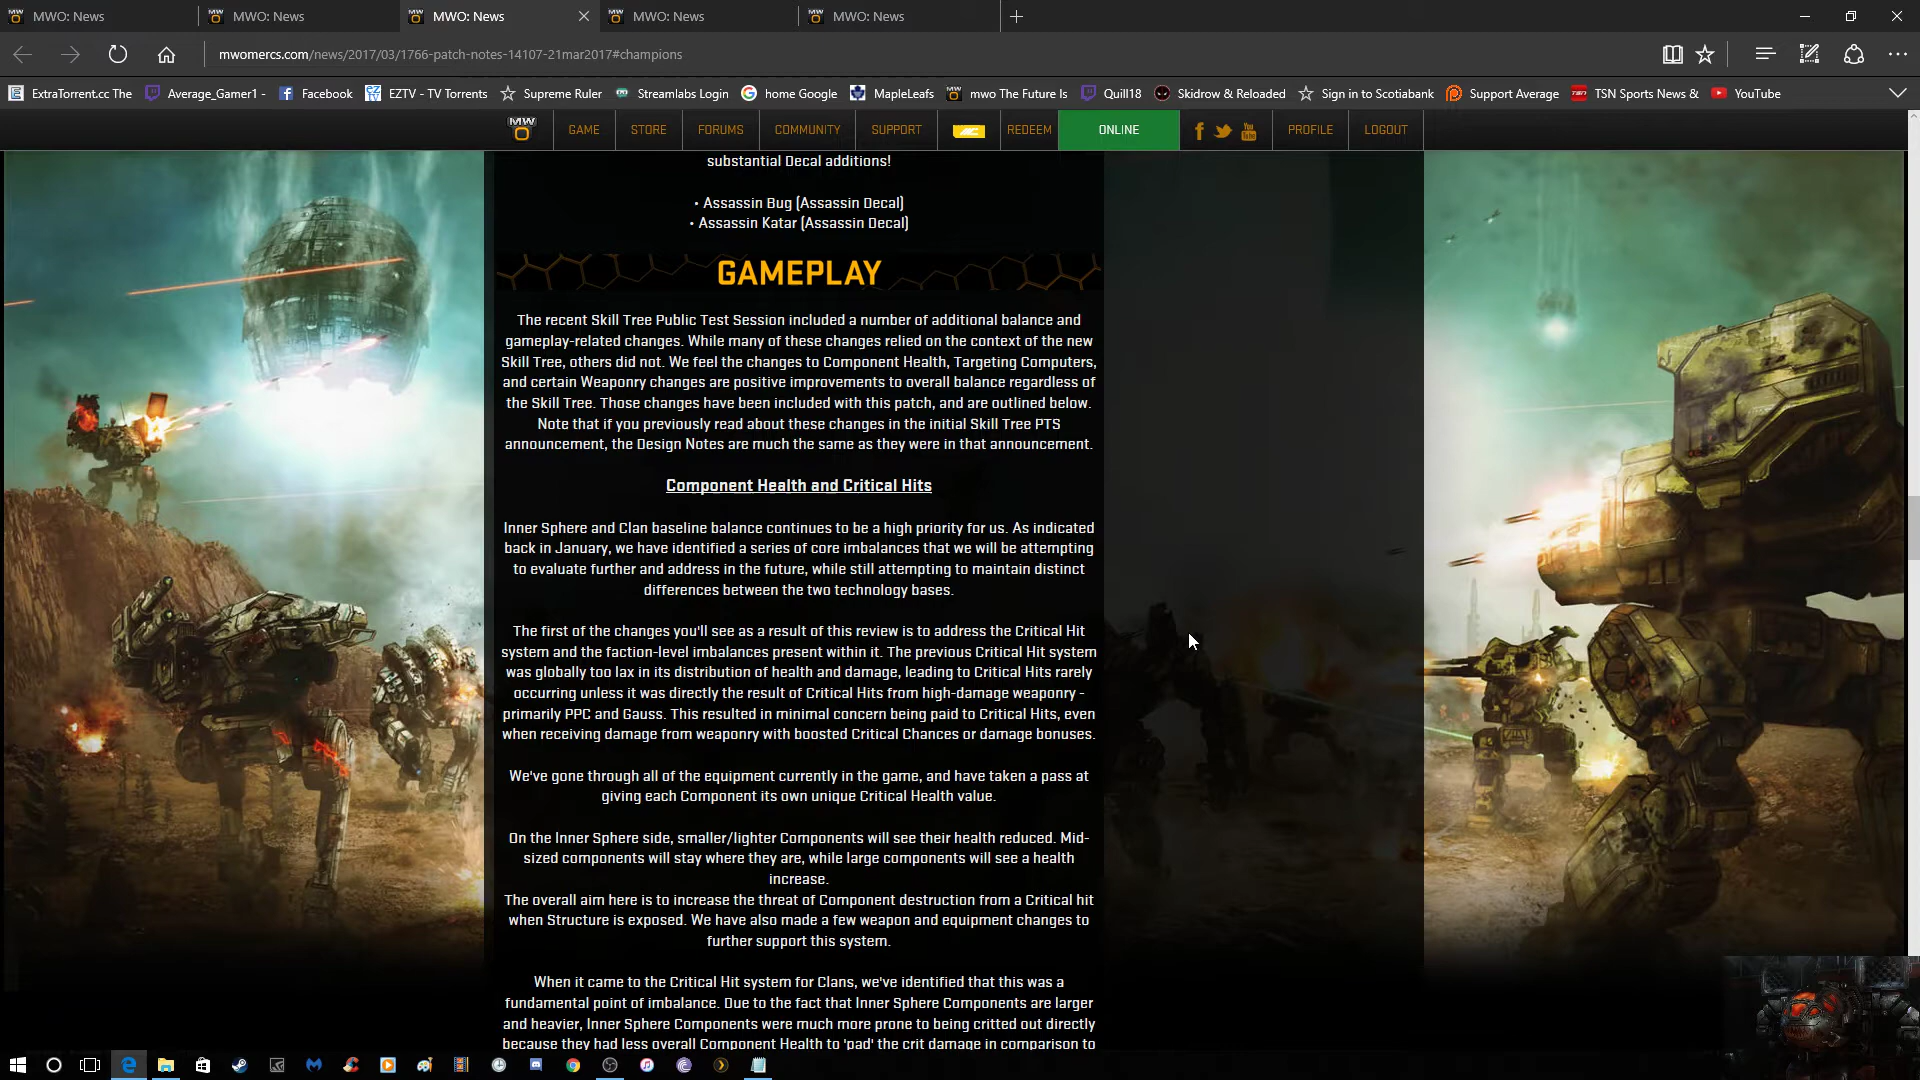 MWO: News
MWO: News
MWO: News
MWO: News
MWO: News
mwomercs.com/news/2017/03/1766-patch-notes-14107-21mar2017#champions
ExtraTorrent.cc The
Average_Gamer1 -
Facebook
EZTV - TV Torrents
Supreme Ruler
Streamlabs Login
home Google
MapleLeafs
mwo The Future Is
Quill18
Skidrow & Reloaded
Sign in to Scotiabank
Support Average
TSN Sports News &
YouTube
MW
GAME
STORE
FORUMS
COMMUNITY
SUPPORT
MC
REDEEM
ONLINE
PROFILE
LOGOUT
substantial Decal additions!
• Assassin Bug (Assassin Decal)
• Assassin Katar (Assassin Decal)
GAMEPLAY
The recent Skill Tree Public Test Session included a number of additional balance and
gameplay-related changes. While many of these changes relied on the context of the new
Skill Tree, others did not. We feel the changes to Component Health, Targeting Computers,
and certain Weaponry changes are positive improvements to overall balance regardless of
the Skill Tree. Those changes have been included with this patch, and are outlined below.
Note that if you previously read about these changes in the initial Skill Tree PTS
announcement, the Design Notes are much the same as they were in that announcement.
Component Health and Critical Hits
Inner Sphere and Clan baseline balance continues to be a high priority for us. As indicated
back in January, we have identified a series of core imbalances that we will be attempting
to evaluate further and address in the future, while still attempting to maintain distinct
differences between the two technology bases.
The first of the changes you'll see as a result of this review is to address the Critical Hit
system and the faction-level imbalances present within it. The previous Critical Hit system
was globally too lax in its distribution of health and damage, leading to Critical Hits rarely
occurring unless it was directly the result of Critical Hits from high-damage weaponry -
primarily PPC and Gauss. This resulted in minimal concern being paid to Critical Hits, even
when receiving damage from weaponry with boosted Critical Chances or damage bonuses.
We've gone through all of the equipment currently in the game, and have taken a pass at
giving each Component its own unique Critical Health value.
On the Inner Sphere side, smaller/lighter Components will see their health reduced. Mid-
sized components will stay where they are, while large components will see a health
increase.
The overall aim here is to increase the threat of Component destruction from a Critical hit
when Structure is exposed. We have also made a few weapon and equipment changes to
further support this system.
When it came to the Critical Hit system for Clans, we've identified that this was a
fundamental point of imbalance. Due to the fact that Inner Sphere Components are larger
and heavier, Inner Sphere Components were much more prone to being critted out directly
because they had less overall Component Health to 'pad' the crit damage in comparison to